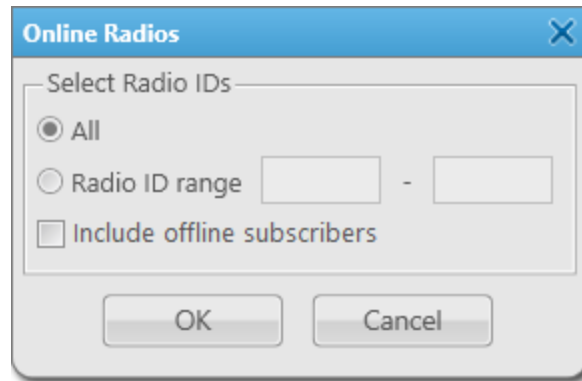 Online Radios
Select Radio IDs
All
Radio ID range -
Include offline subscribers
OK Cancel